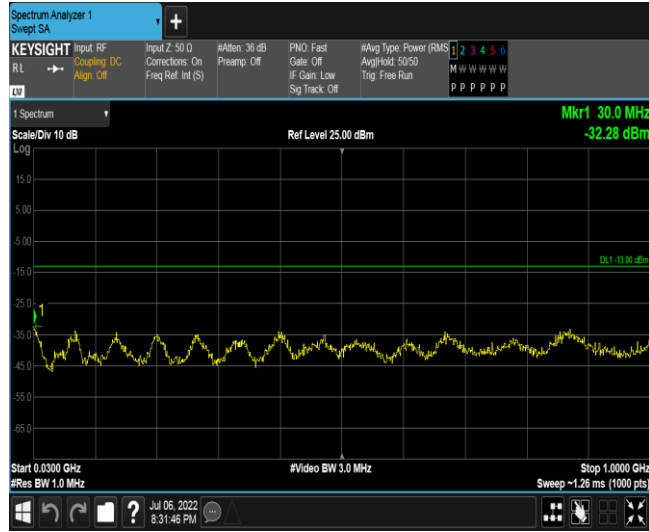 Spectrum Analyzer 1
Swept SA
+
KEYSIGHT
RL
LXI
Input: RF
Coupling: DC
Align: Off
Input Z: 50 Ω
Corrections: On
Freq Ref: Int (S)
#Atten: 36 dB
Preamp: Off
PNO: Fast
Gate: Off
IF Gain: Low
Sig Track: Off
#Avg Type: Power (RMS
Avg|Hold: 50/50
Trig: Free Run
1 2 3 4 5 6
M W W W W W
P P P P P P
1 Spectrum
Mkr1 30.0 MHz
-32.28 dBm
Scale/Div 10 dB
Ref Level 25.00 dBm
Log
15.0
5.00
-5.00
DL1 -13.00 dBm
-15.0
-25.0
1
-35.0
-45.0
-55.0
-65.0
Start 0.0300 GHz
#Video BW 3.0 MHz
Stop 1.0000 GHz
#Res BW 1.0 MHz
Sweep ~1.26 ms (1000 pts)
?
Jul 06, 2022
8:31:46 PM